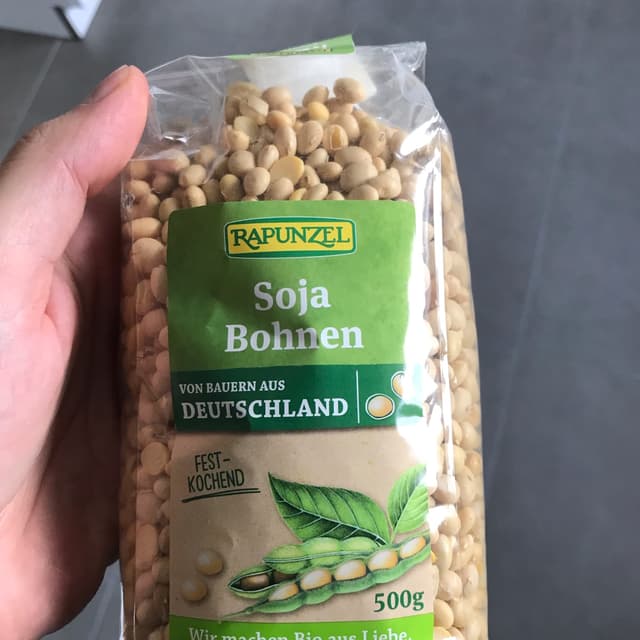 RAPUNZEL
Soja
Bohnen
VON BAUERN AUS
DEUTSCHLAND
FEST-
KOCHEND
500g
Wir machen Bio aus Liebe.